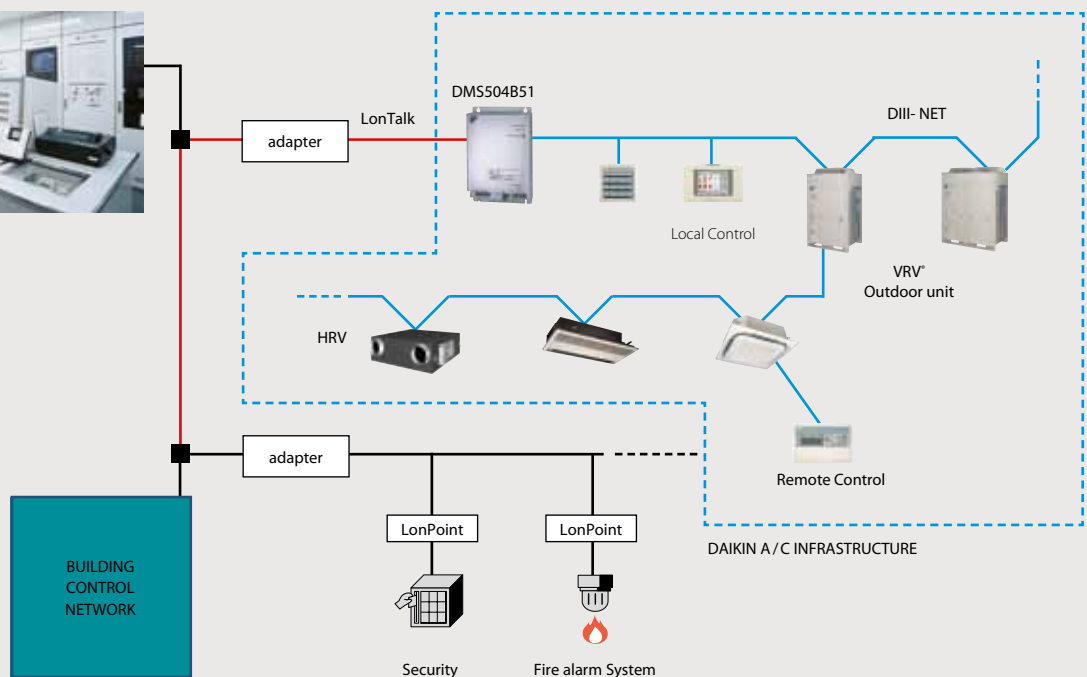 DMS504B51
LonTalk
DIII- NET
adapter
Local Control
VRV®
Outdoor unit
HRV
adapter
Remote Control
LonPoint
LonPoint
DAIKIN A / C INFRASTRUCTURE
BUILDING
CONTROL
NETWORK
Security
Fire alarm System